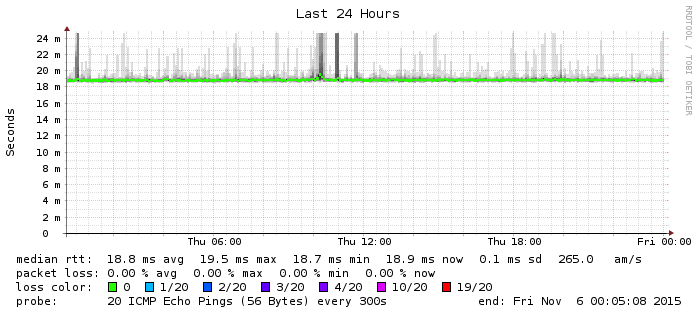 Last 24 Hours
RRDTOOL / TOBI OETIKER
Seconds
24 m
22 m
20 m
18 m
16 m
14 m
12 m
10 m
8 m
6 m
4 m
2 m
0
Thu 06:00 Thu 12:00 Thu 18:00 Fri 00:00
median rtt: 18.8 ms avg 19.5 ms max 18.7 ms min 18.9 ms now 0.1 ms sd 265.0 am/s
packet loss: 0.00 % avg 0.00 % max 0.00 % min 0.00 % now
loss color: 0 1/20 2/20 3/20 4/20 10/20 19/20
probe: 20 ICMP Echo Pings (56 Bytes) every 300s end: Fri Nov 6 00:05:08 2015